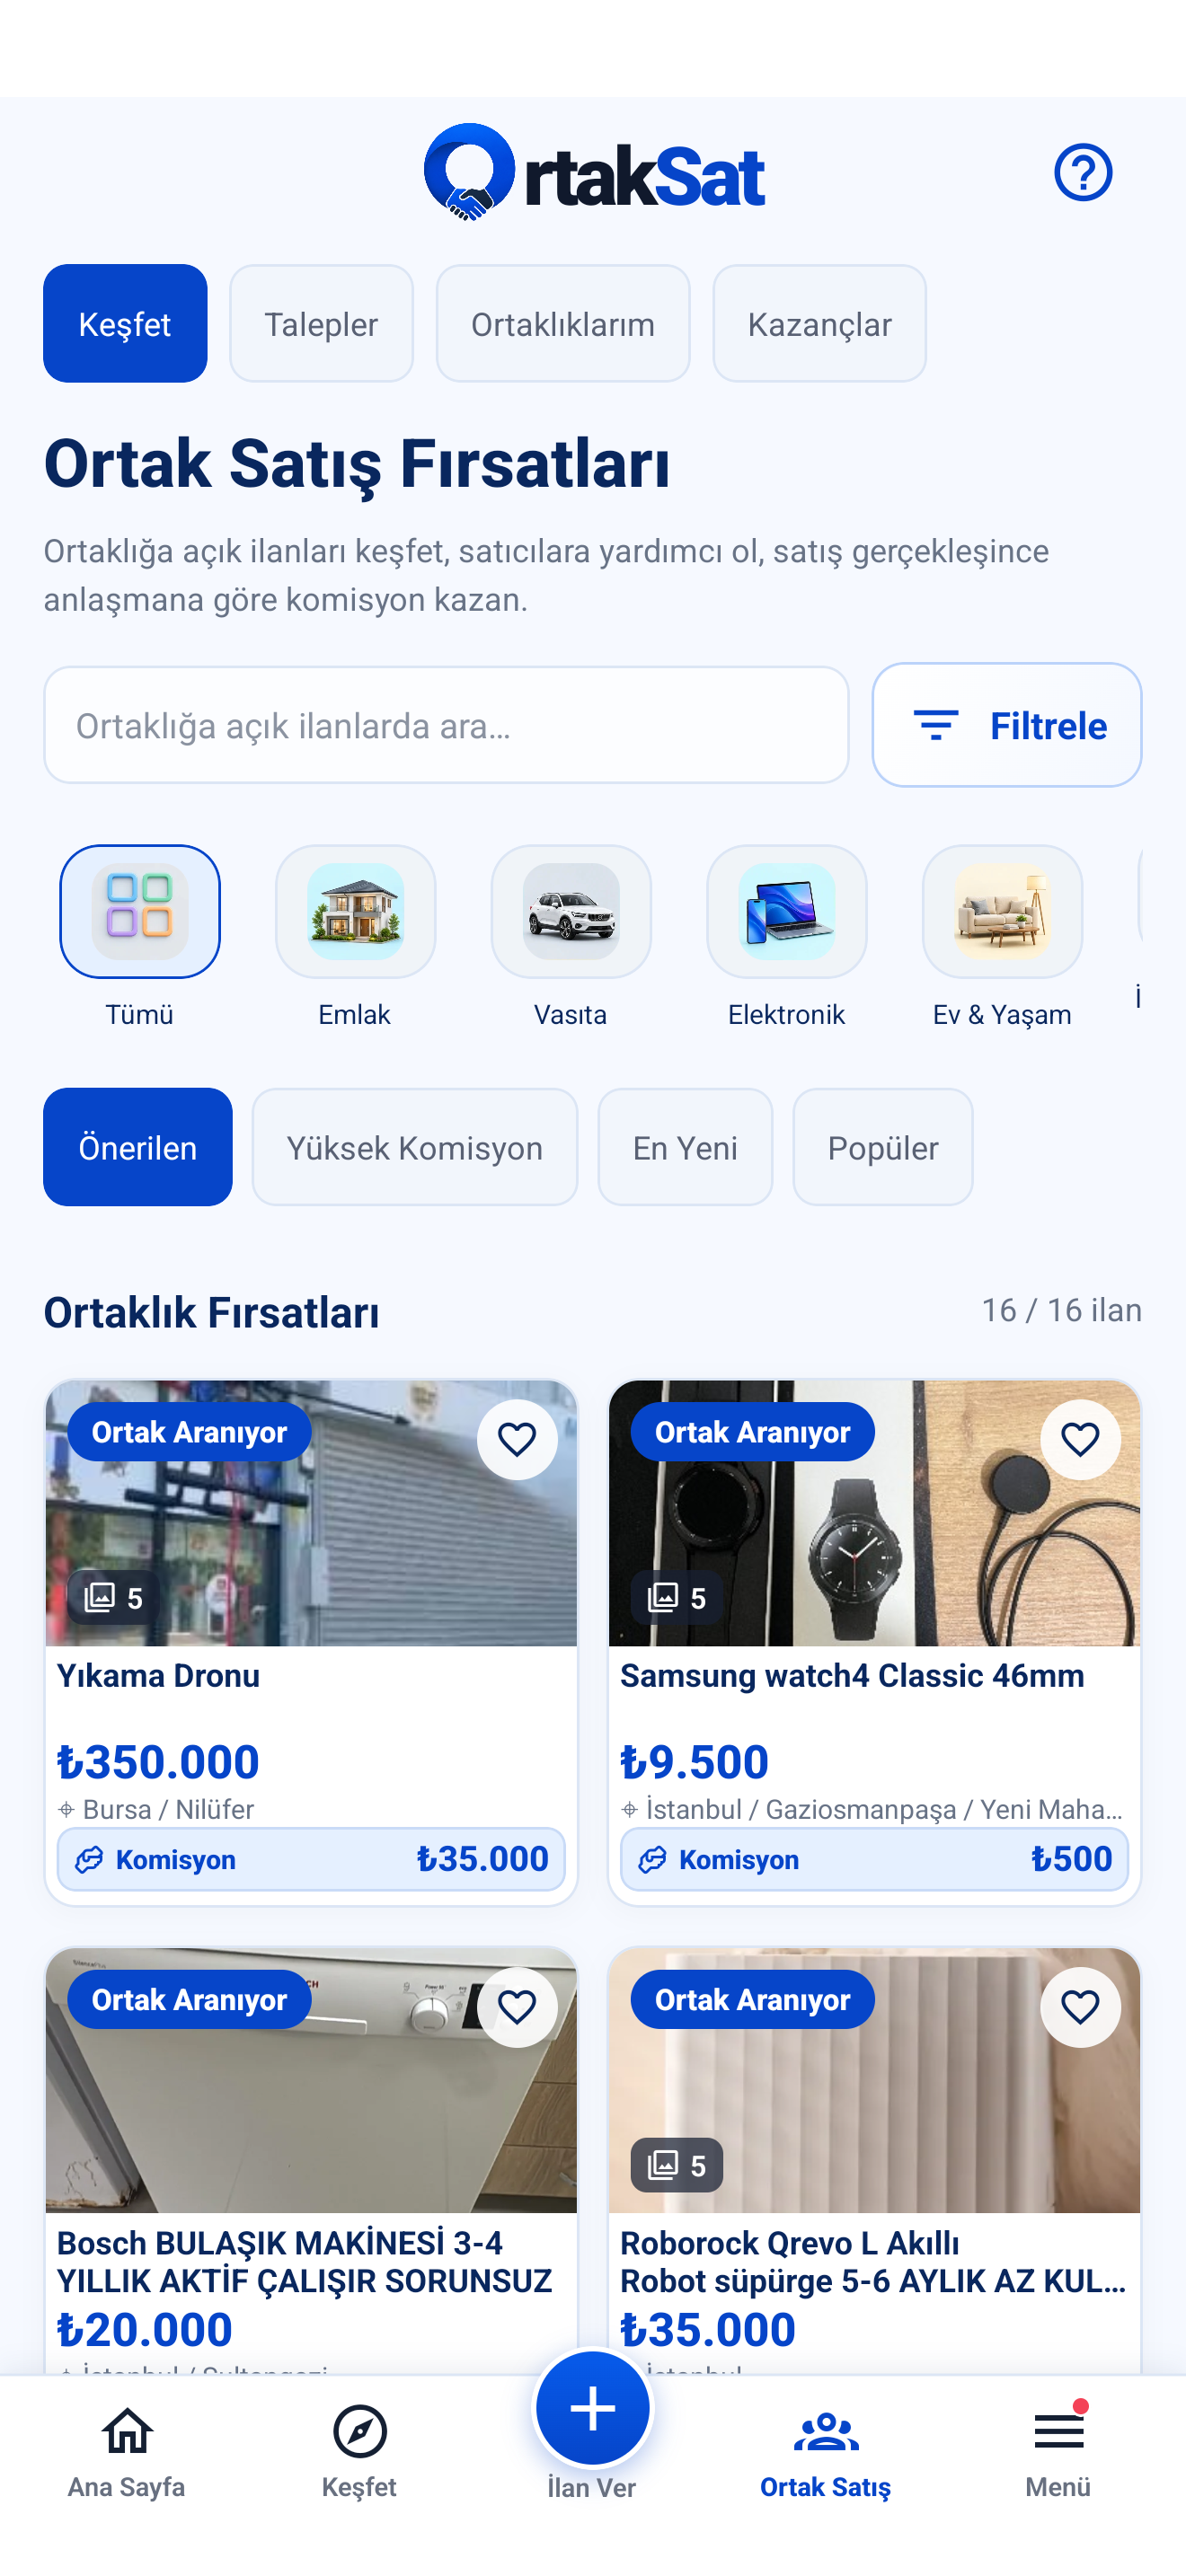 OrtakSat
Keşfet
Talepler
Ortaklıklarım
Kazançlar
Ortak Satış Fırsatları
Ortaklığa açık ilanları keşfet, satıcılara yardımcı ol, satış gerçekleşince
anlaşmana göre komisyon kazan.
Ortaklığa açık ilanlarda ara...
Filtrele
Tümü
Emlak
Vasıta
Elektronik
Ev & Yaşam
İ
Önerilen
Yüksek Komisyon
En Yeni
Popüler
Ortaklık Fırsatları
16 / 16 ilan
Ortak Aranıyor
5
Yıkama Dronu
₺350.000
Bursa / Nilüfer
Komisyon
₺35.000
Ortak Aranıyor
5
Samsung watch4 Classic 46mm
₺9.500
İstanbul / Gaziosmanpaşa / Yeni Maha...
Komisyon
₺500
Ortak Aranıyor
Bosch BULAŞIK MAKİNESİ 3-4
YILLIK AKTİF ÇALIŞIR SORUNSUZ
₺20.000
Ortak Aranıyor
5
Roborock Qrevo L Akıllı
Robot süpürge 5-6 AYLIK AZ KUL...
₺35.000
Ana Sayfa
Keşfet
İlan Ver
Ortak Satış
Menü